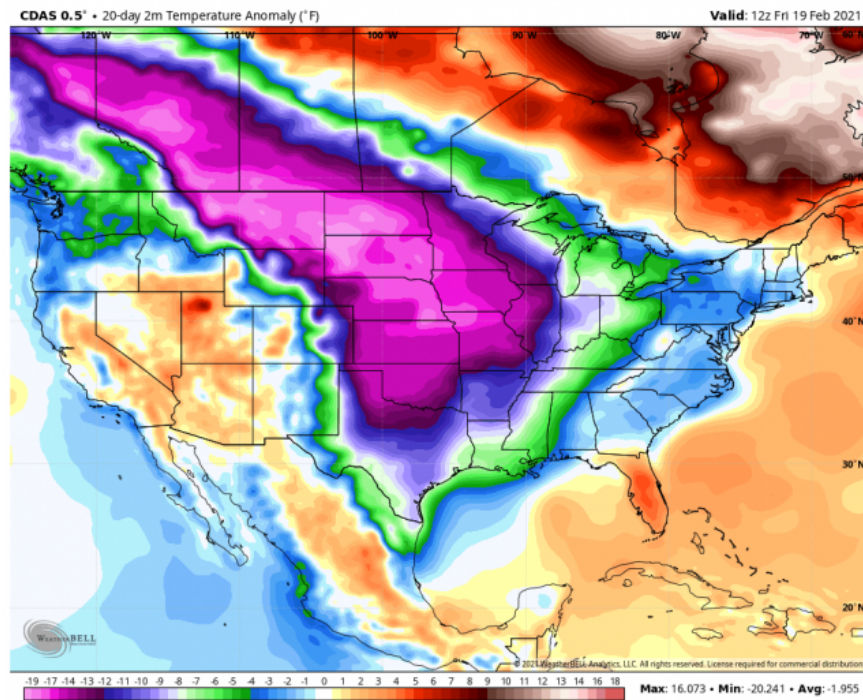 CDAS 0.5° • 20-day 2m Temperature Anomaly (°F) Valid: 12z Fri 19 Feb 2021
120°W 110°W 100°W 90°W 80°W 70°W 60°
50°N
40°N
30°N
20°N
WeatherBELL
© 2021 WeatherBELL Analytics, LLC. All rights reserved. License required for commercial distribution
-19 -17 -14 -13 -12 -11 -10 -9 -8 -7 -6 -5 -4 -3 -2 -1 0 1 2 3 4 5 6 7 8 9 10 11 12 13 14 16 18
Max: 16.073 • Min: -20.241 • Avg: -1.955